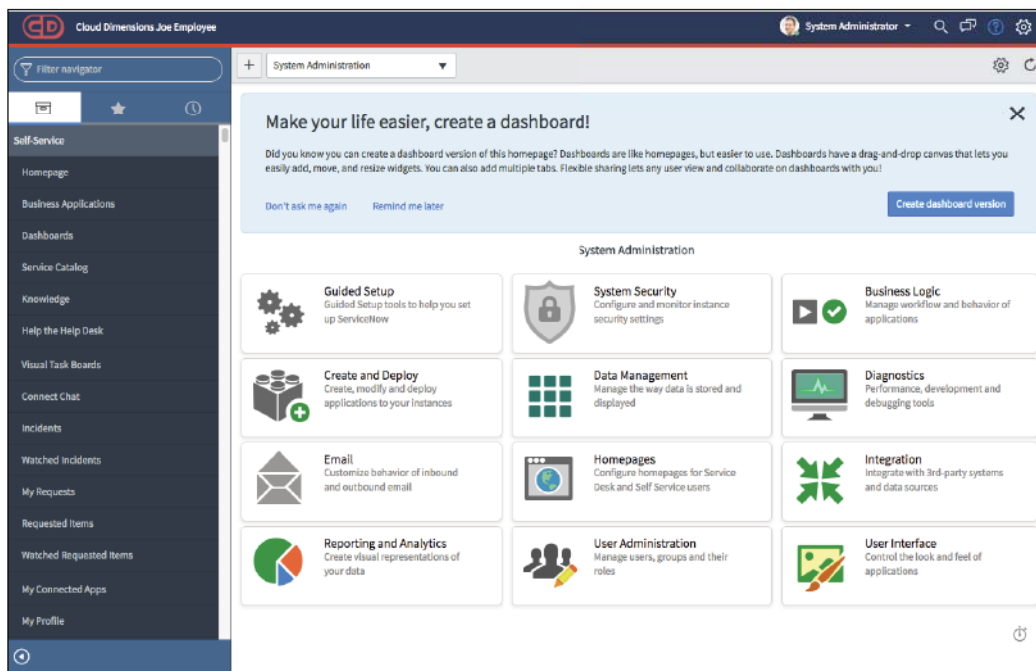 CD
Cloud Dimensions Joe Employee
System Administrator
Filter navigator
System Administration
Self-Service
Homepage
Business Applications
Dashboards
Service Catalog
Knowledge
Help the Help Desk
Visual Task Boards
Connect Chat
Incidents
Watched Incidents
My Requests
Requested Items
Watched Requested Items
My Connected Apps
My Profile
Make your life easier, create a dashboard!
Did you know you can create a dashboard version of this homepage? Dashboards are like homepages, but easier to use. Dashboards have a drag-and-drop canvas that lets you
easily add, move, and resize widgets. You can also add multiple tabs. Flexible sharing lets any user view and collaborate on dashboards with you!
Don't ask me again
Remind me later
Create dashboard version
System Administration
Guided Setup
Guided Setup tools to help you set
up ServiceNow
System Security
Configure and monitor instance
security settings
Business Logic
Manage workflow and behavior of
applications
Create and Deploy
Create, modify and deploy
applications to your instances
Data Management
Manage the way data is stored and
displayed
Diagnostics
Performance, development and
debugging tools
Email
Customize behavior of inbound
and outbound email
Homepages
Configure homepages for Service
Desk and Self Service users
Integration
Integrate with 3rd-party systems
and data sources
Reporting and Analytics
Create visual representations of
your data
User Administration
Manage users, groups and their
roles
User Interface
Control the look and feel of
applications